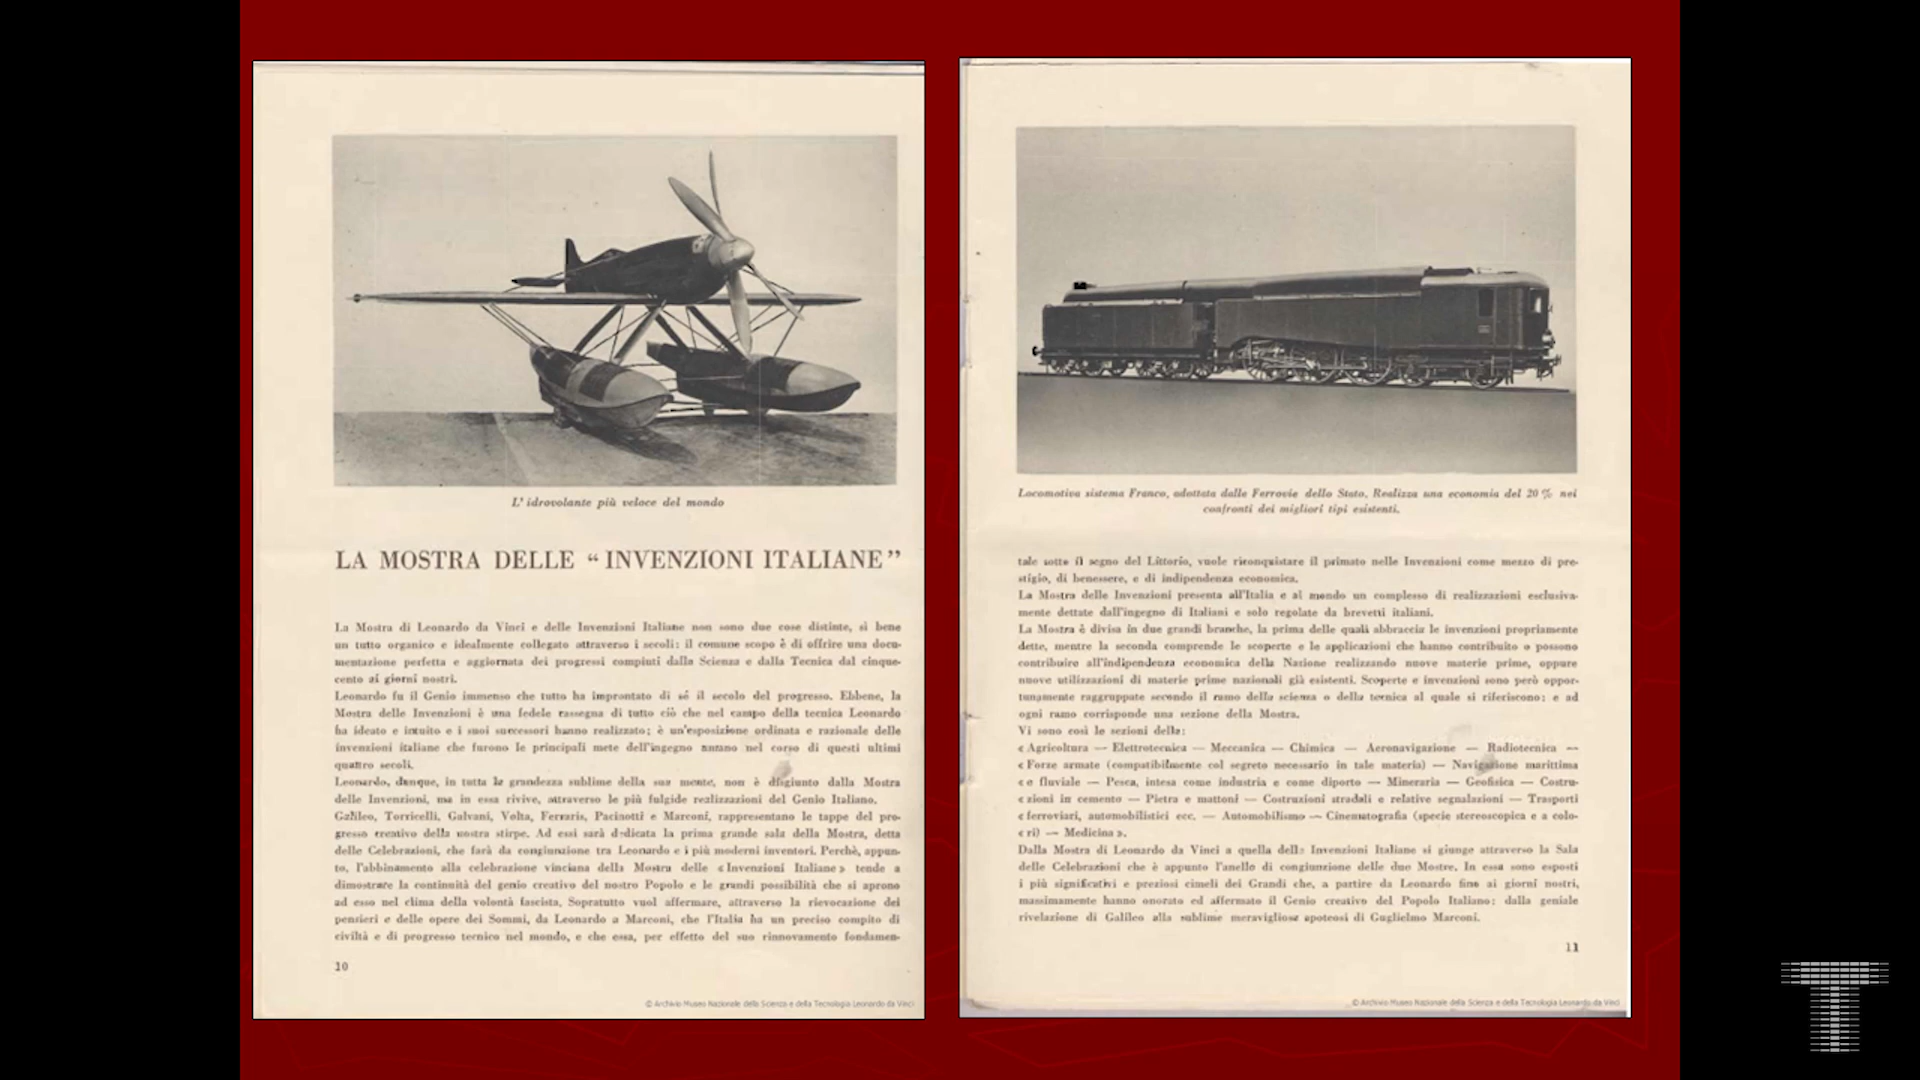 L' idrovolante più veloce del mondo
LA MOSTRA DELLE “ INVENZIONI ITALIANE ”
La Mostra di Leonardo da Vinci e delle Invenzioni Italiane non sono due cose distinte, sì bene
un tutto organico e idealmente collegato attraverso i secoli: il comune scopo è di offrire una docu-
mentazione perfetta e aggiornata dei progressi compiuti dalla Scienza e dalla Tecnica dal cinque-
cento ai giorni nostri.
Leonardo fu il Genio immenso che tutto ha improntato di sé il secolo del progresso. Ebbene, la
Mostra delle Invenzioni è una fedele rassegna di tutto ciò che nel campo della tecnica Leonardo
ha ideato e intuito e i suoi successori hanno realizzato; è un'esposizione ordinata e razionale delle
invenzioni italiane che furono le principali mete dell'ingegno umano nel corso di questi ultimi
quattro secoli.
Leonardo, dunque, in tutta la grandezza sublime della sua mente, non è disgiunto dalla Mostra
delle Invenzioni, ma in essa rivive, attraverso le più fulgide realizzazioni del Genio Italiano.
Galileo, Torricelli, Galvani, Volta, Ferraris, Pacinotti e Marconi, rappresentano le tappe del pro-
gresso creativo della nostra stirpe. Ad essi sarà dedicata la prima grande sala della Mostra, detta
delle Celebrazioni, che farà da congiunzione tra Leonardo e i più moderni inventori. Perchè, appun-
to, l'abbinamento alla celebrazione vinciana della Mostra delle « Invenzioni Italiane » tende a
dimostrare la continuità del genio creativo del nostro Popolo e le grandi possibilità che si aprono
ad esso nel clima della volontà fascista. Sopratutto vuol affermare, attraverso la rievocazione dei
pensieri e delle opere dei Sommi, da Leonardo a Marconi, che l'Italia ha un preciso compito di
civiltà e di progresso tecnico nel mondo, e che essa, per effetto del suo rinnovamento fondamen-
10
© Archivio Museo Nazionale della Scienza e della Tecnologia Leonardo da Vinci
Locomotiva sistema Franco, adottata dalle Ferrovie dello Stato. Realizza una economia del 20 % nei
confronti dei migliori tipi esistenti.
tale sotto il segno del Littorio, vuole riconquistare il primato nelle Invenzioni come mezzo di pre-
stigio, di benessere, e di indipendenza economica.
La Mostra delle Invenzioni presenta all'Italia e al mondo un complesso di realizzazioni esclusiva-
mente dettate dall'ingegno di Italiani e solo regolate da brevetti italiani.
La Mostra è divisa in due grandi branche, la prima delle quali abbraccia le invenzioni propriamente
dette, mentre la seconda comprende le scoperte e le applicazioni che hanno contribuito o possono
contribuire all'indipendenza economica della Nazione realizzando nuove materie prime, oppure
nuove utilizzazioni di materie prime nazionali già esistenti. Scoperte e invenzioni sono però oppor-
tunamente raggruppate secondo il ramo della scienza o della tecnica al quale si riferiscono; e ad
ogni ramo corrisponde una sezione della Mostra.
Vi sono così le sezioni della:
« Agricoltura — Elettrotecnica — Meccanica — Chimica — Aeronavigazione — Radiotecnica —
« Forze armate (compatibilmente col segreto necessario in tale materia) — Navigazione marittima
« e fluviale — Pesca, intesa come industria e come diporto — Mineraria — Geofisica — Costru-
« zioni in cemento — Pietra e mattoni — Costruzioni stradali e relative segnalazioni — Trasporti
« ferroviari, automobilistici ecc. — Automobilismo — Cinematografia (specie stereoscopica e a colo-
« ri) — Medicina ».
Dalla Mostra di Leonardo da Vinci a quella delle Invenzioni Italiane si giunge attraverso la Sala
delle Celebrazioni che è appunto l'anello di congiunzione delle due Mostre. In essa sono esposti
i più significativi e preziosi cimeli dei Grandi che, a partire da Leonardo fino ai giorni nostri,
massimamente hanno onorato ed affermato il Genio creativo del Popolo Italiano: dalla geniale
rivelazione di Galileo alla sublime meravigliosa apoteosi di Guglielmo Marconi.
11
© Archivio Museo Nazionale della Scienza e della Tecnologia Leonardo da Vinci